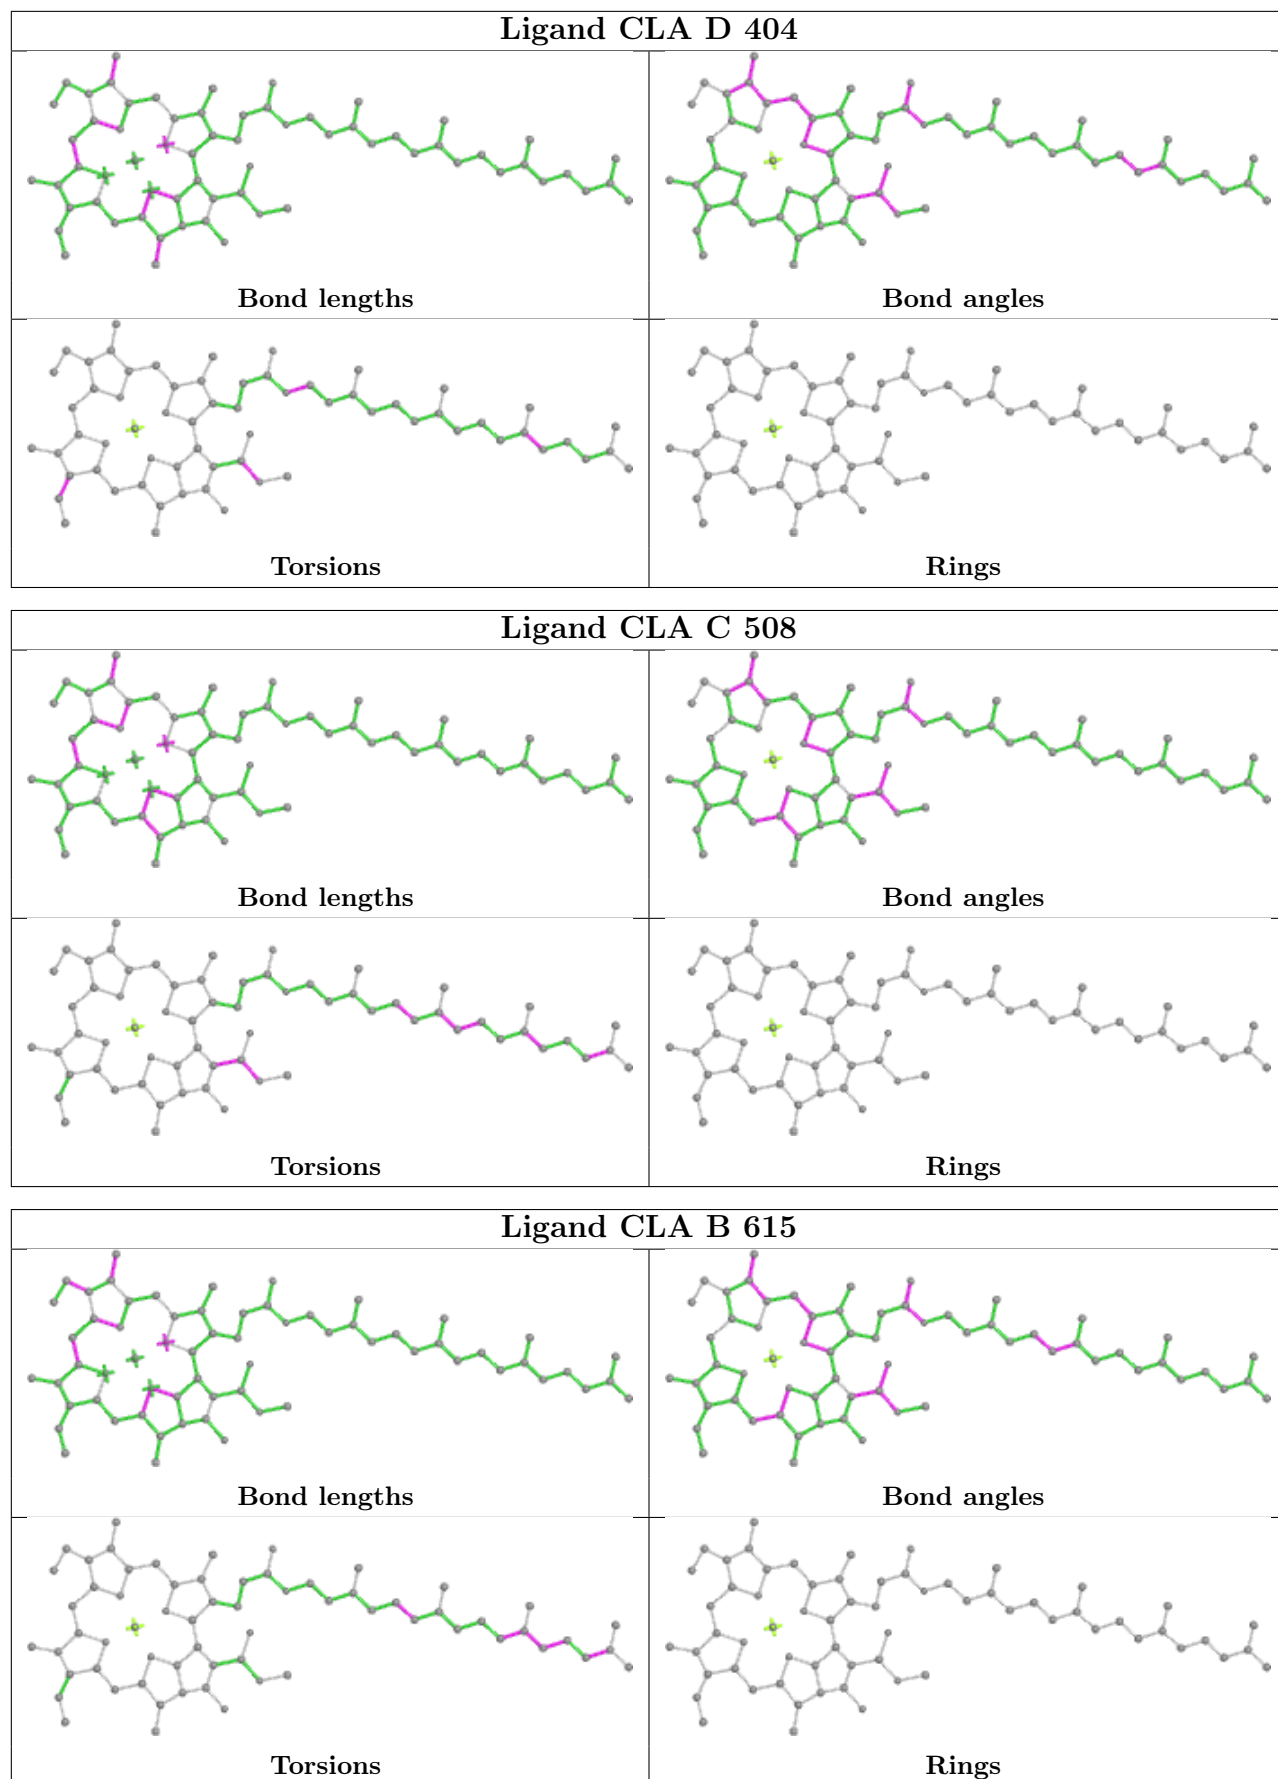 Ligand CLA D 404
Bond lengths
Bond angles
Torsions
Rings
Ligand CLA C 508
Bond lengths
Bond angles
Torsions
Rings
Ligand CLA B 615
Bond lengths
Bond angles
Torsions
Rings